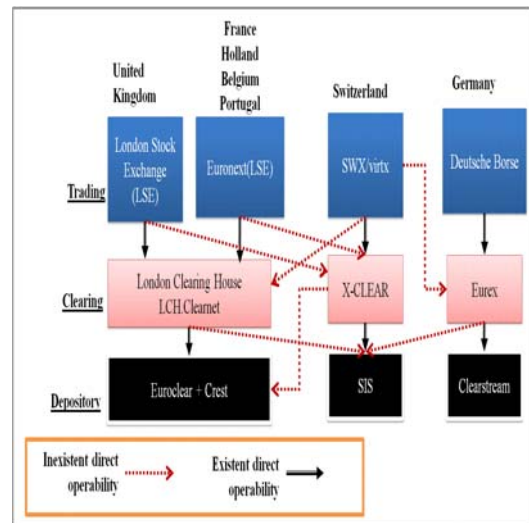 France
Holland
Belgium
Portugal
United
Kingdom
Switzerland
Germany
London Stock
Exchange
(LSE)
Euronext(LSE)
SWX/virtx
Deutsche Borse
Trading
London Clearing House
LCH.Clearnet
X-CLEAR
Eurex
Clearing
Euroclear + Crest
SIS
Clearstream
Depository
Inexistent direct
operability
Existent direct
operability